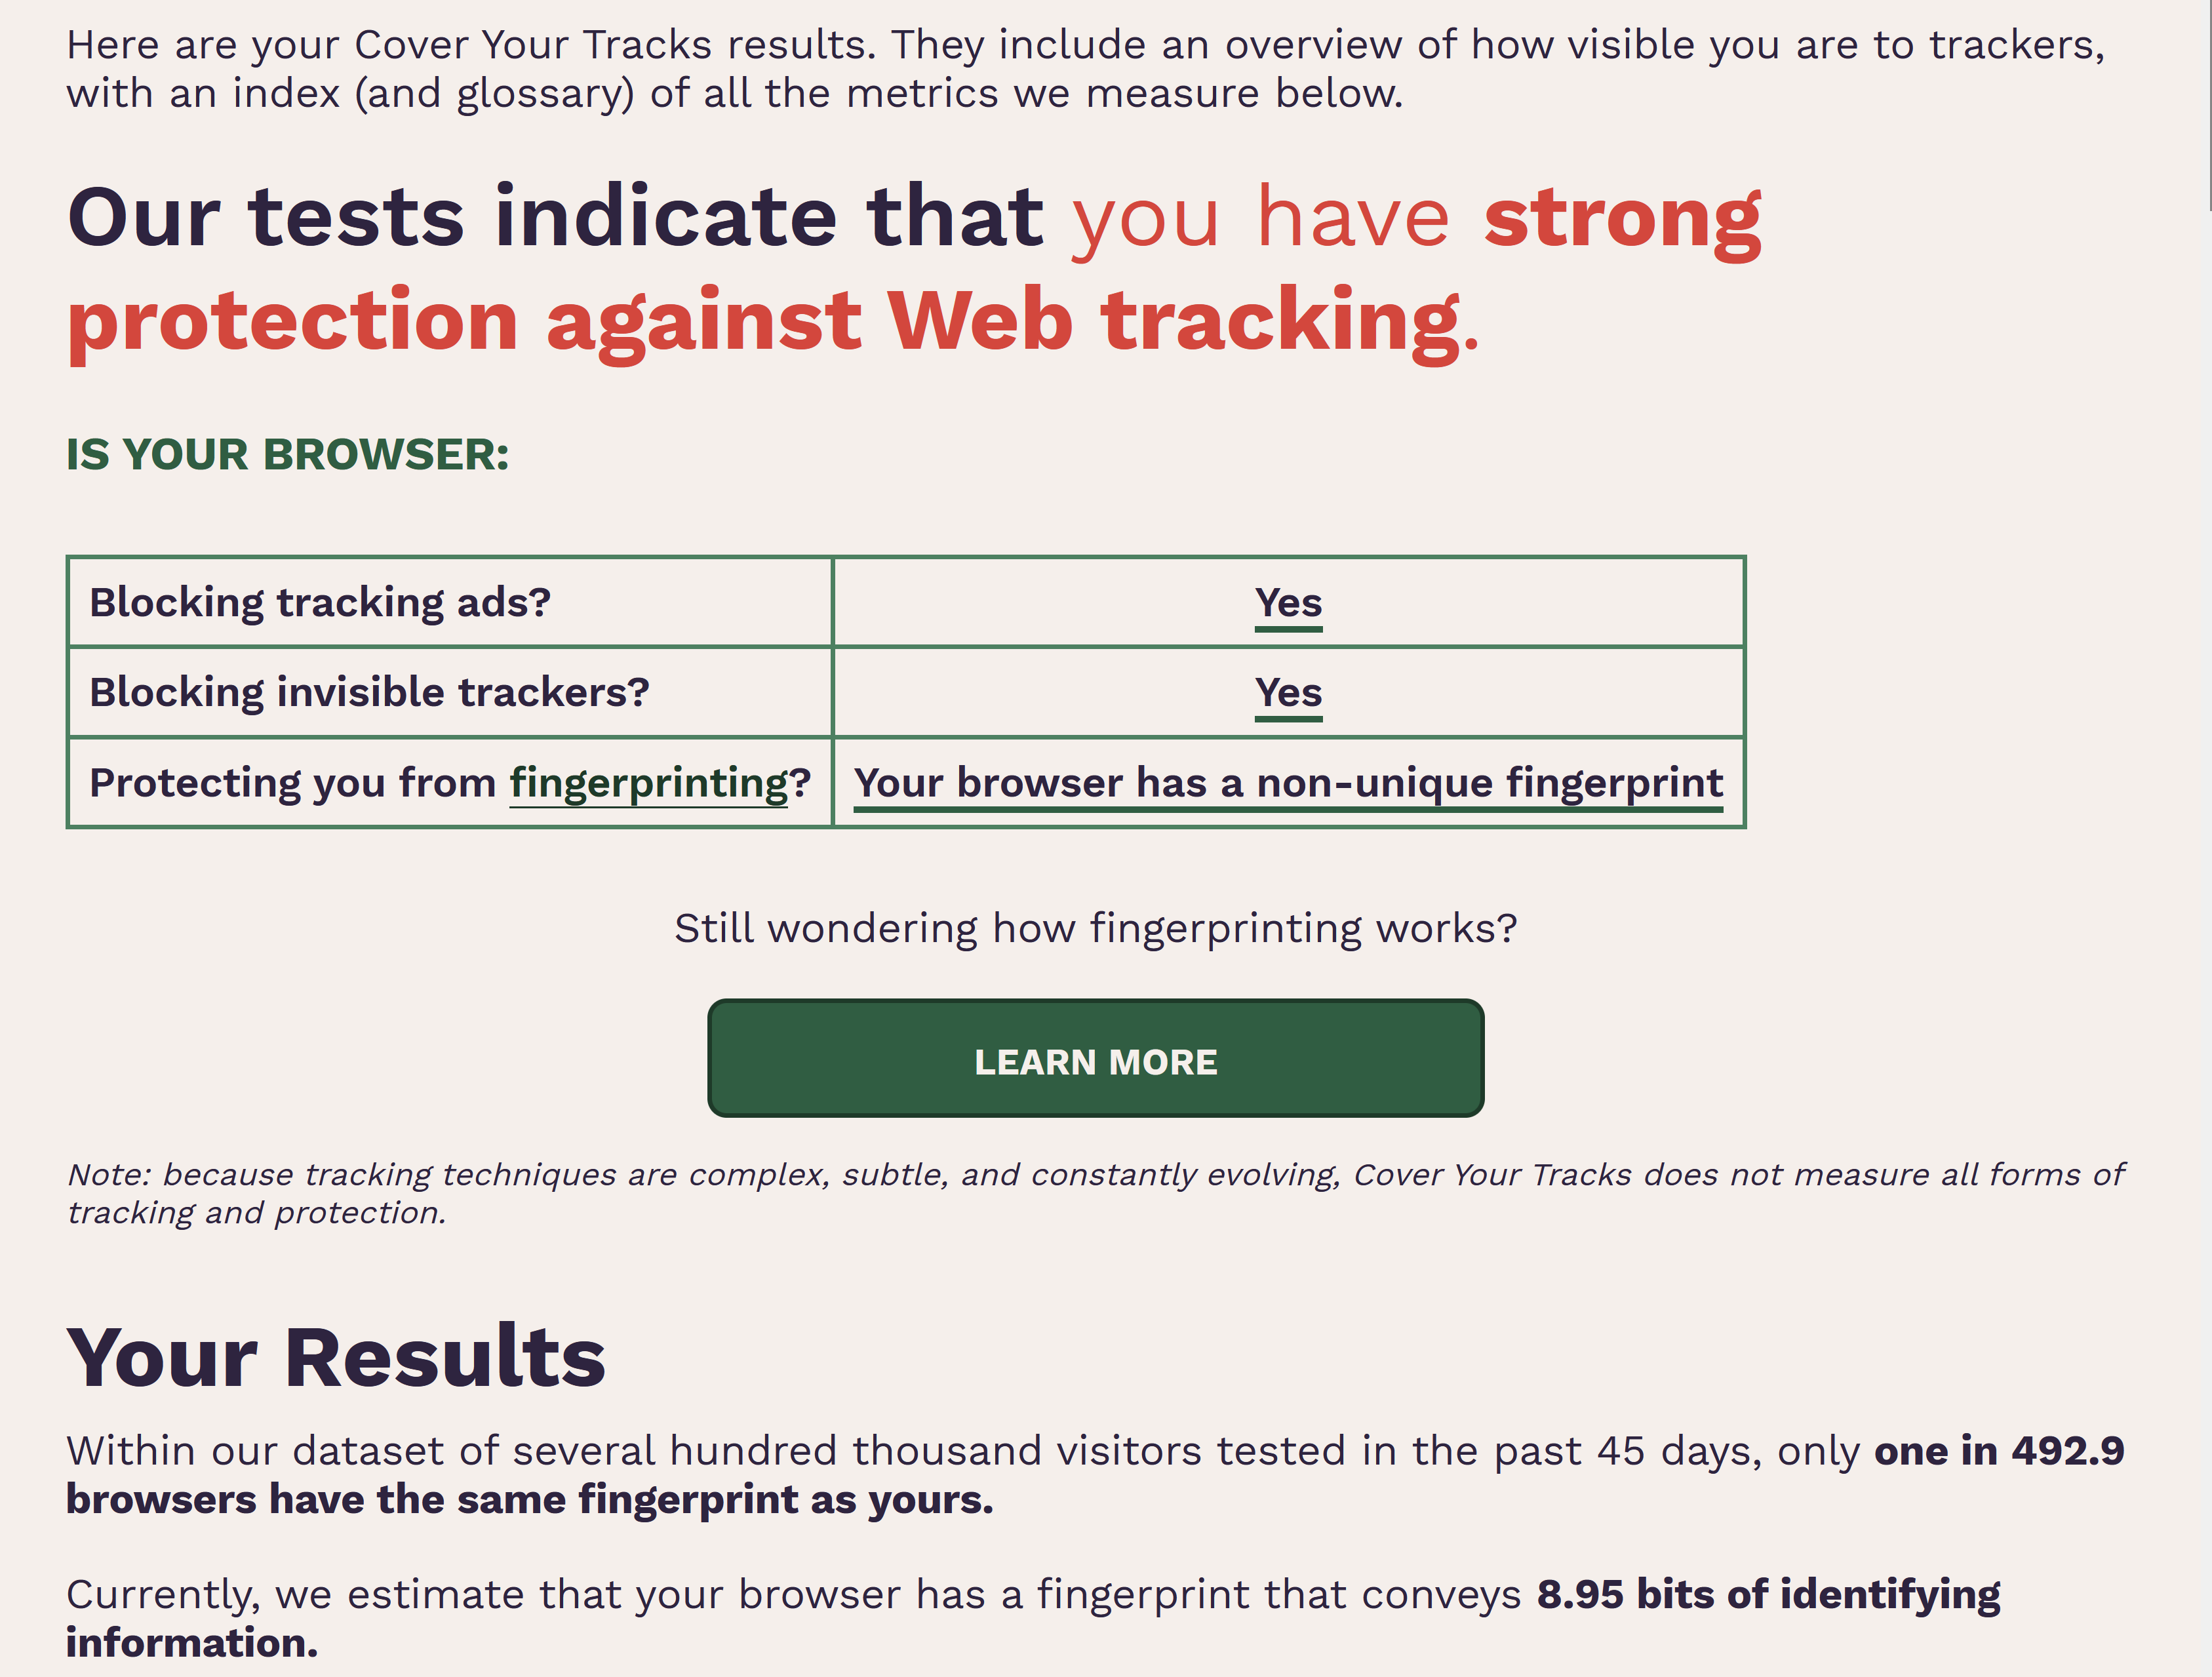 Here are your Cover Your Tracks results. They include an overview of how visible you are to trackers,
with an index (and glossary) of all the metrics we measure below.
Our tests indicate that you have strong
protection against Web tracking.
IS YOUR BROWSER:
Blocking tracking ads? Yes
Blocking invisible trackers? Yes
Protecting you from fingerprinting? Your browser has a non-unique fingerprint
Still wondering how fingerprinting works?
LEARN MORE
Note: because tracking techniques are complex, subtle, and constantly evolving, Cover Your Tracks does not measure all forms of
tracking and protection.
Your Results
Within our dataset of several hundred thousand visitors tested in the past 45 days, only one in 492.9
browsers have the same fingerprint as yours.
Currently, we estimate that your browser has a fingerprint that conveys 8.95 bits of identifying
information.